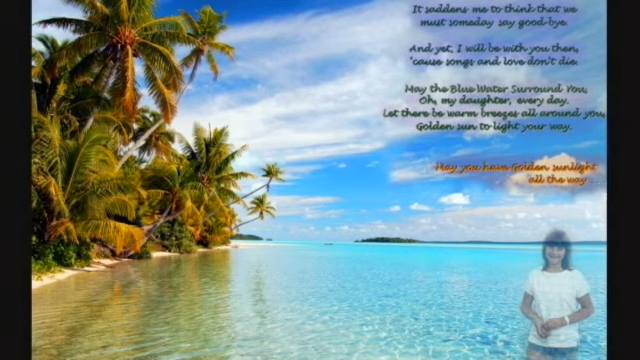 It saddens me to think that we
must someday say good-bye.
And yet, I will be with you then,
'cause songs and love don't die.
May the Blue Water Surround You,
Oh, my daughter, every day.
Let there be warm breezes all around you,
Golden sun to light your way.
May you have Golden sunlight
all the way...